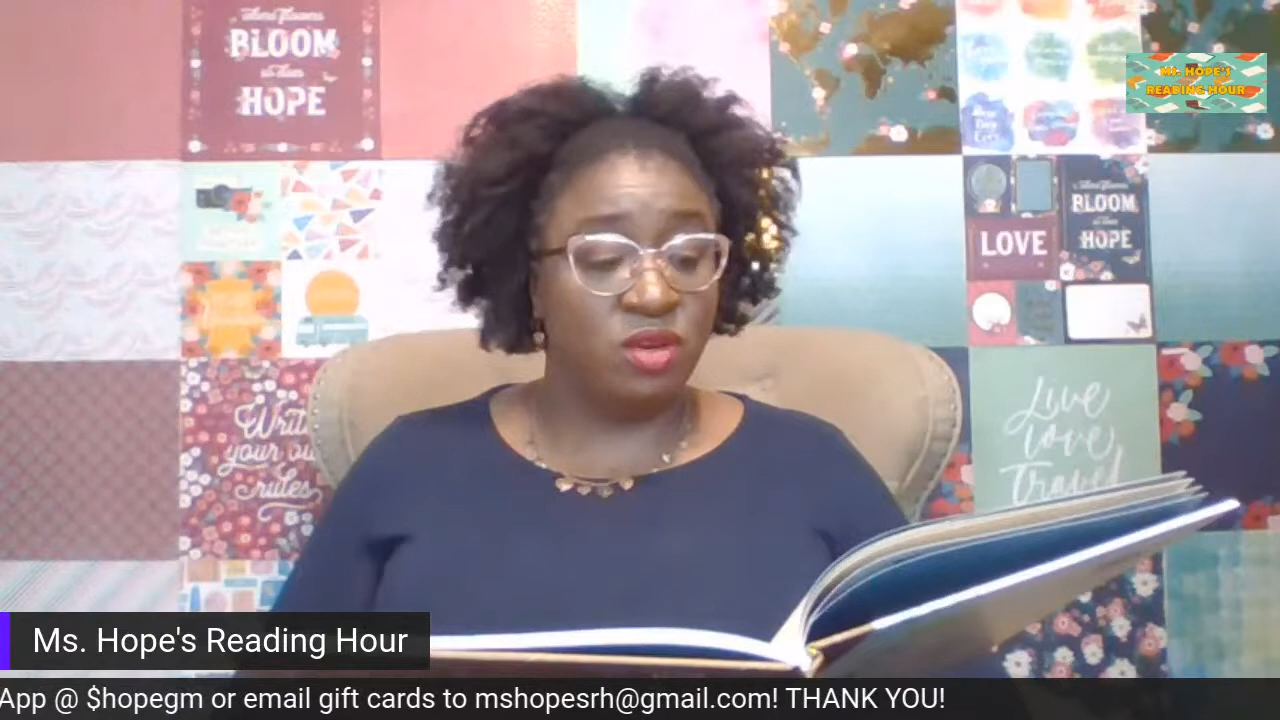 BLOOM
HOPE
MS. HOPE'S
READING HOUR
BLOOM
HOPE
LOVE
Write
your ow
rules
Live
love
Travel
Ms. Hope's Reading Hour
App @ $hopegm or email gift cards to mshopesrh@gmail.com! THANK YOU!